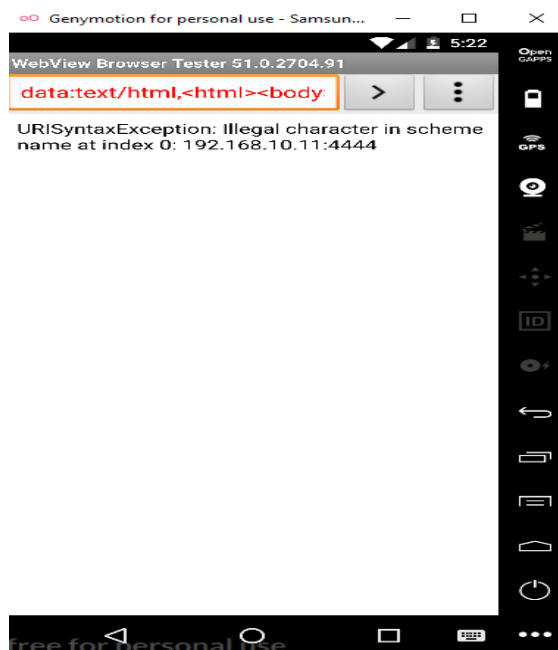 Genymotion for personal use - Samsun...
5:22
Open
GAPPS
WebView Browser Tester 51.0.2704.91
data:text/html,<html><body:
>
URISyntaxException: Illegal character in scheme
name at index 0: 192.168.10.11:4444
GPS
ID
free for personal use